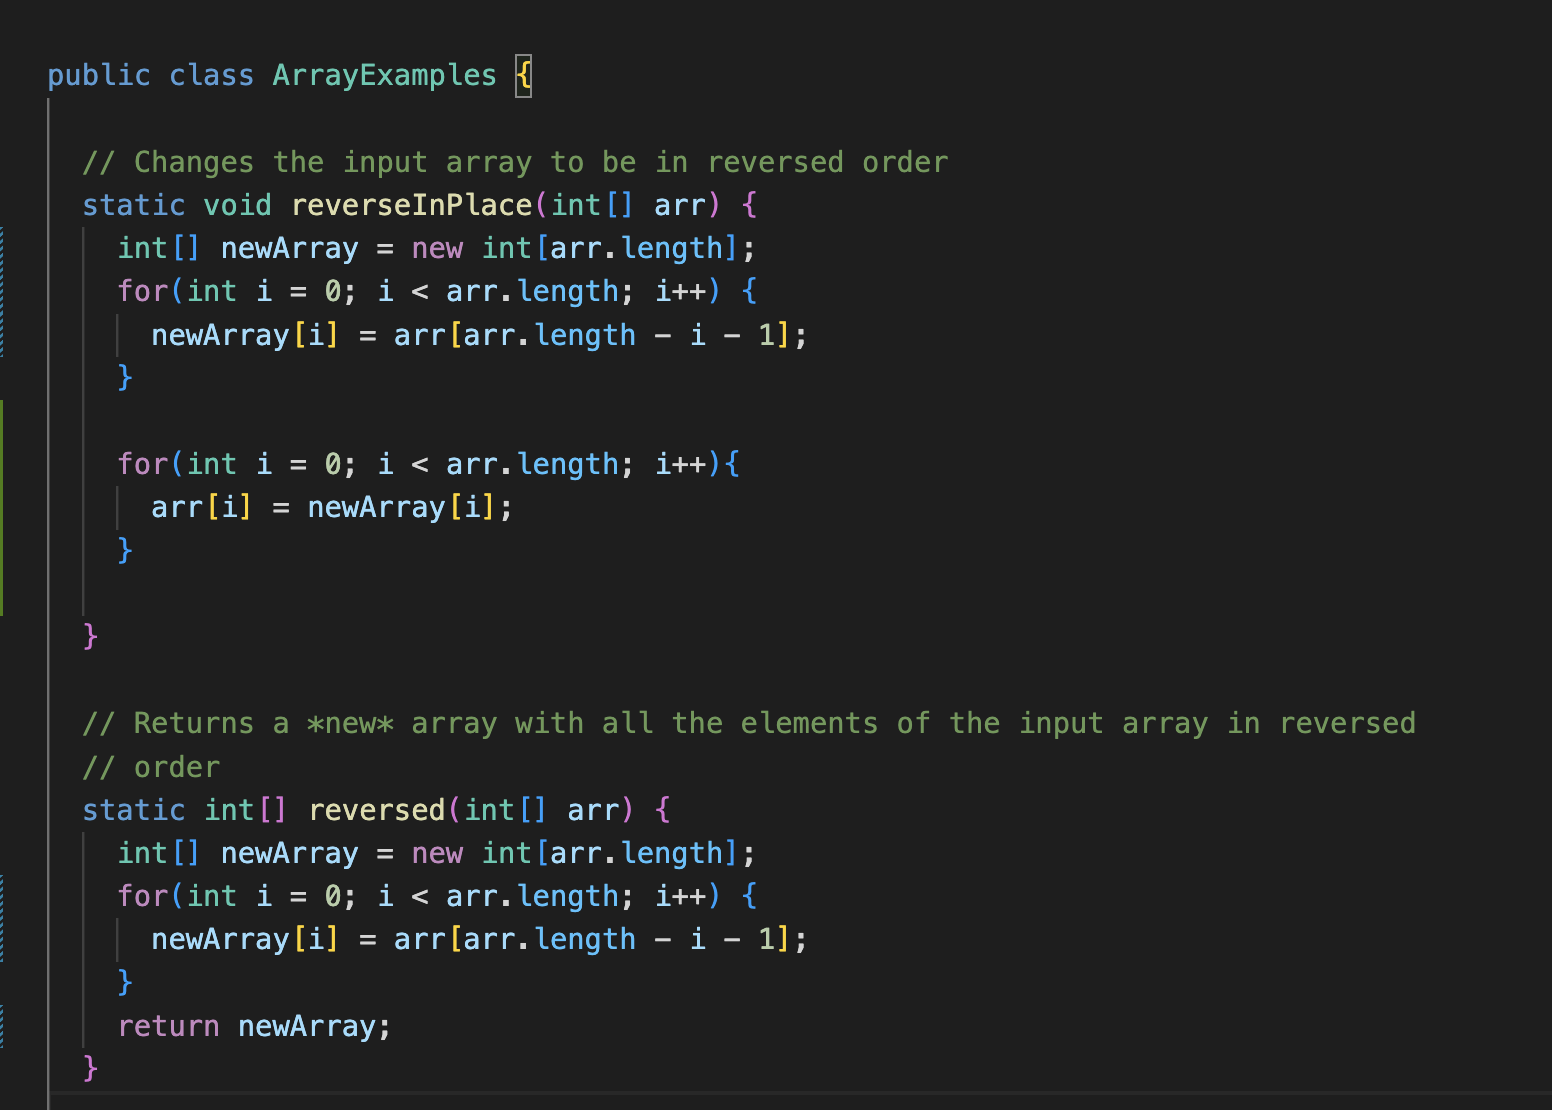 public class ArrayExamples {
// Changes the input array to be in reversed order
static void reverseInPlace(int[] arr) {
int[] newArray = new int[arr.length];
for(int i = 0; i < arr.length; i++) {
newArray[i] = arr[arr.length - i - 1];
}
for(int i = 0; i < arr.length; i++){
arr[i] = newArray[i];
}
}
// Returns a *new* array with all the elements of the input array in reversed
// order
static int[] reversed(int[] arr) {
int[] newArray = new int[arr.length];
for(int i = 0; i < arr.length; i++) {
newArray[i] = arr[arr.length - i - 1];
}
return newArray;
}